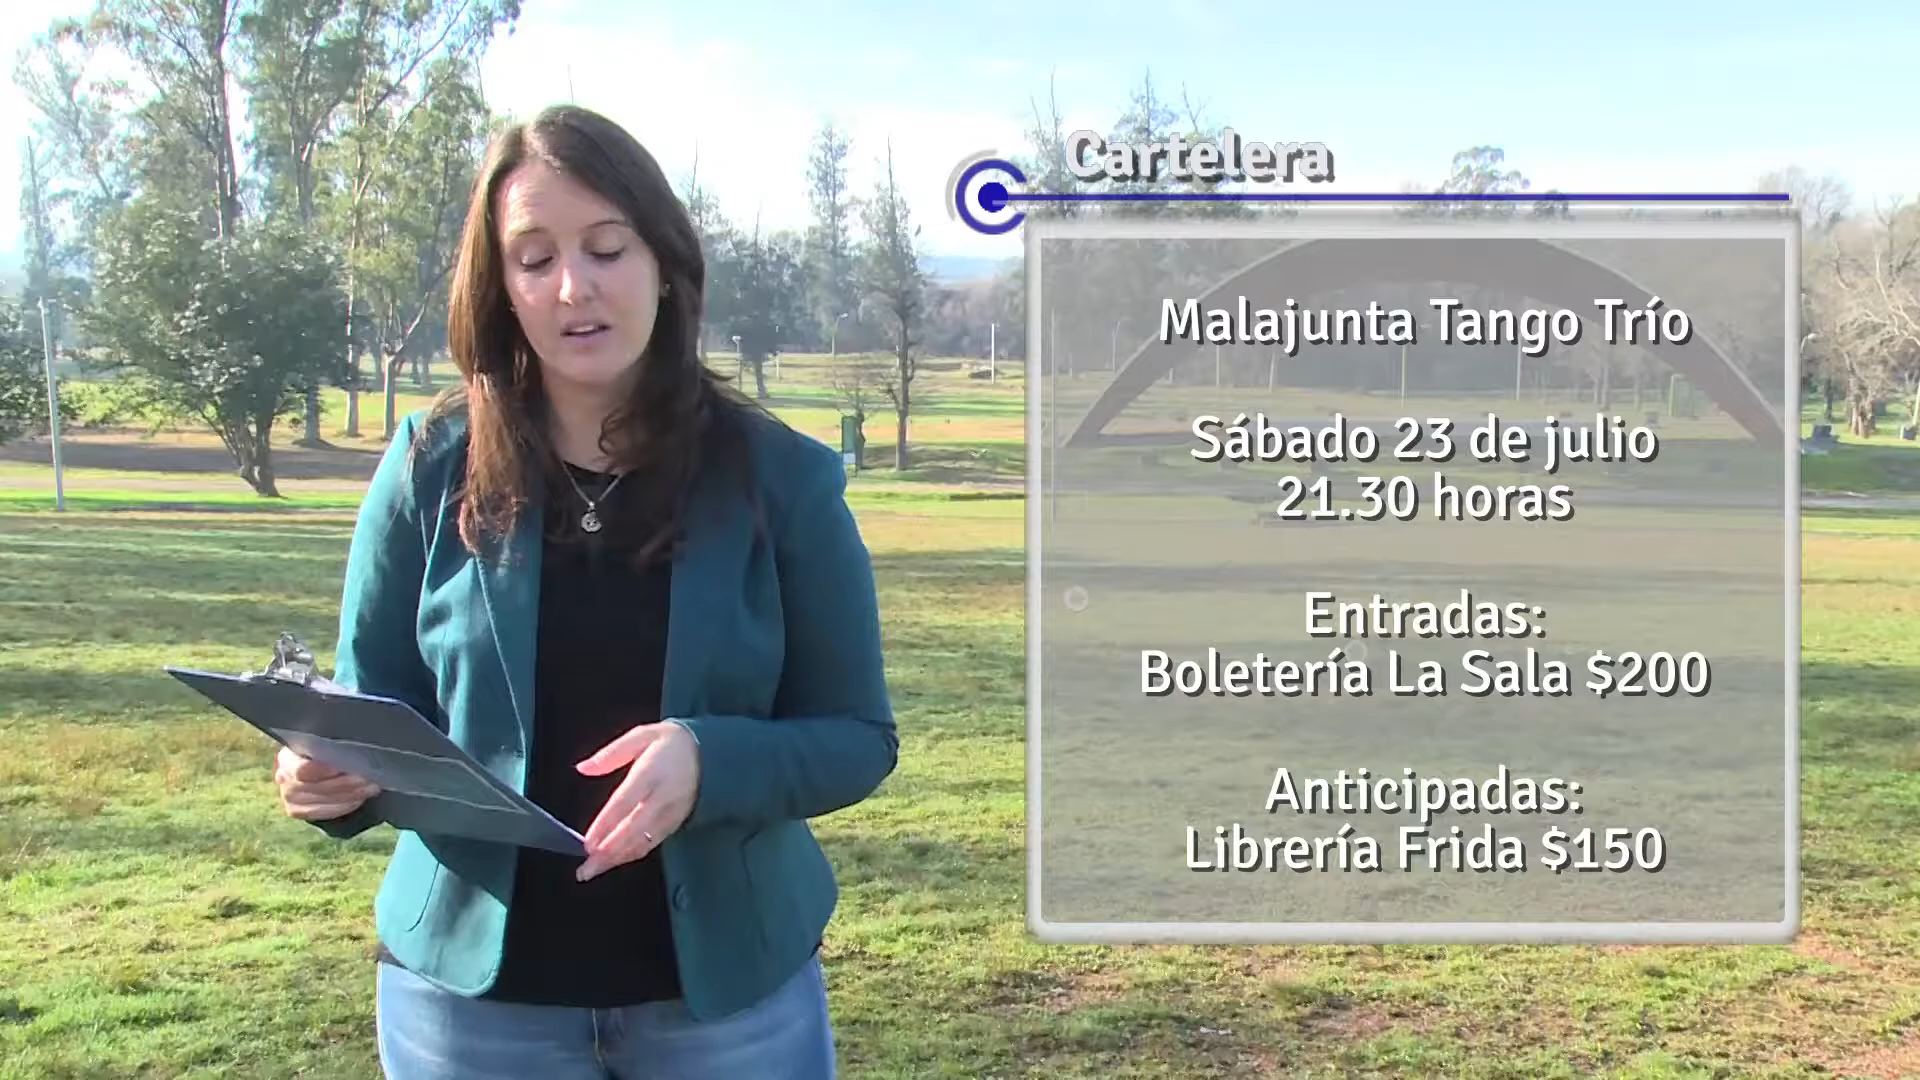 Cartelera
Malajunta Tango Trío
Sábado 23 de julio
21.30 horas
Entradas:
Boletería La Sala $200
Anticipadas:
Librería Frida $150